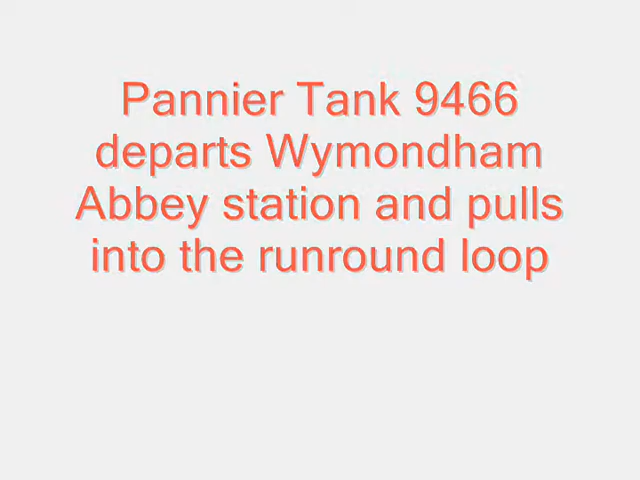 Pannier Tank 9466
departs Wymondham
Abbey station and pulls
into the runround loop